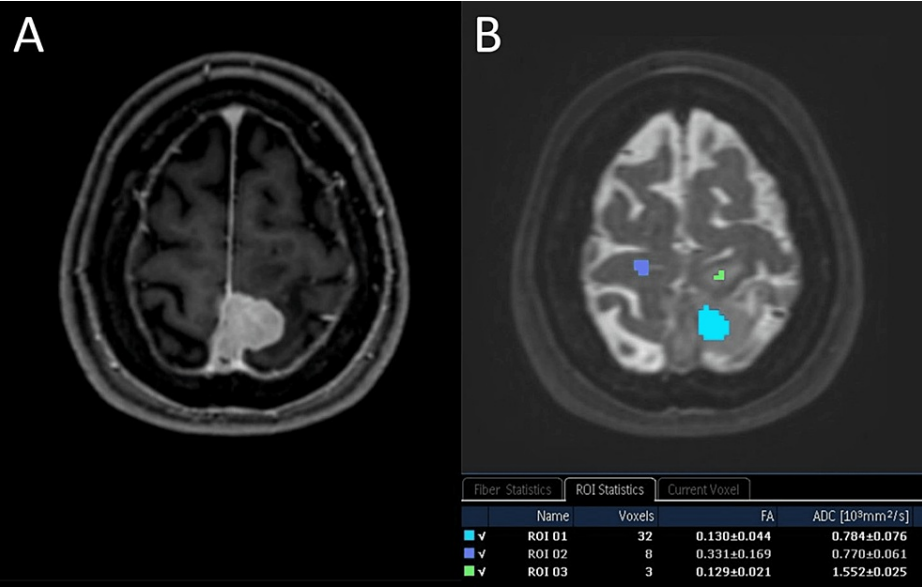 A
B
Fiber Statistics ROI Statistics Current Voxel
Name Voxels FA ADC [10³mm²/s]
√ ROI 01 32 0.130±0.044 0.784±0.076
√ ROI 02 8 0.331±0.169 0.770±0.061
√ ROI 03 3 0.129±0.021 1.552±0.025